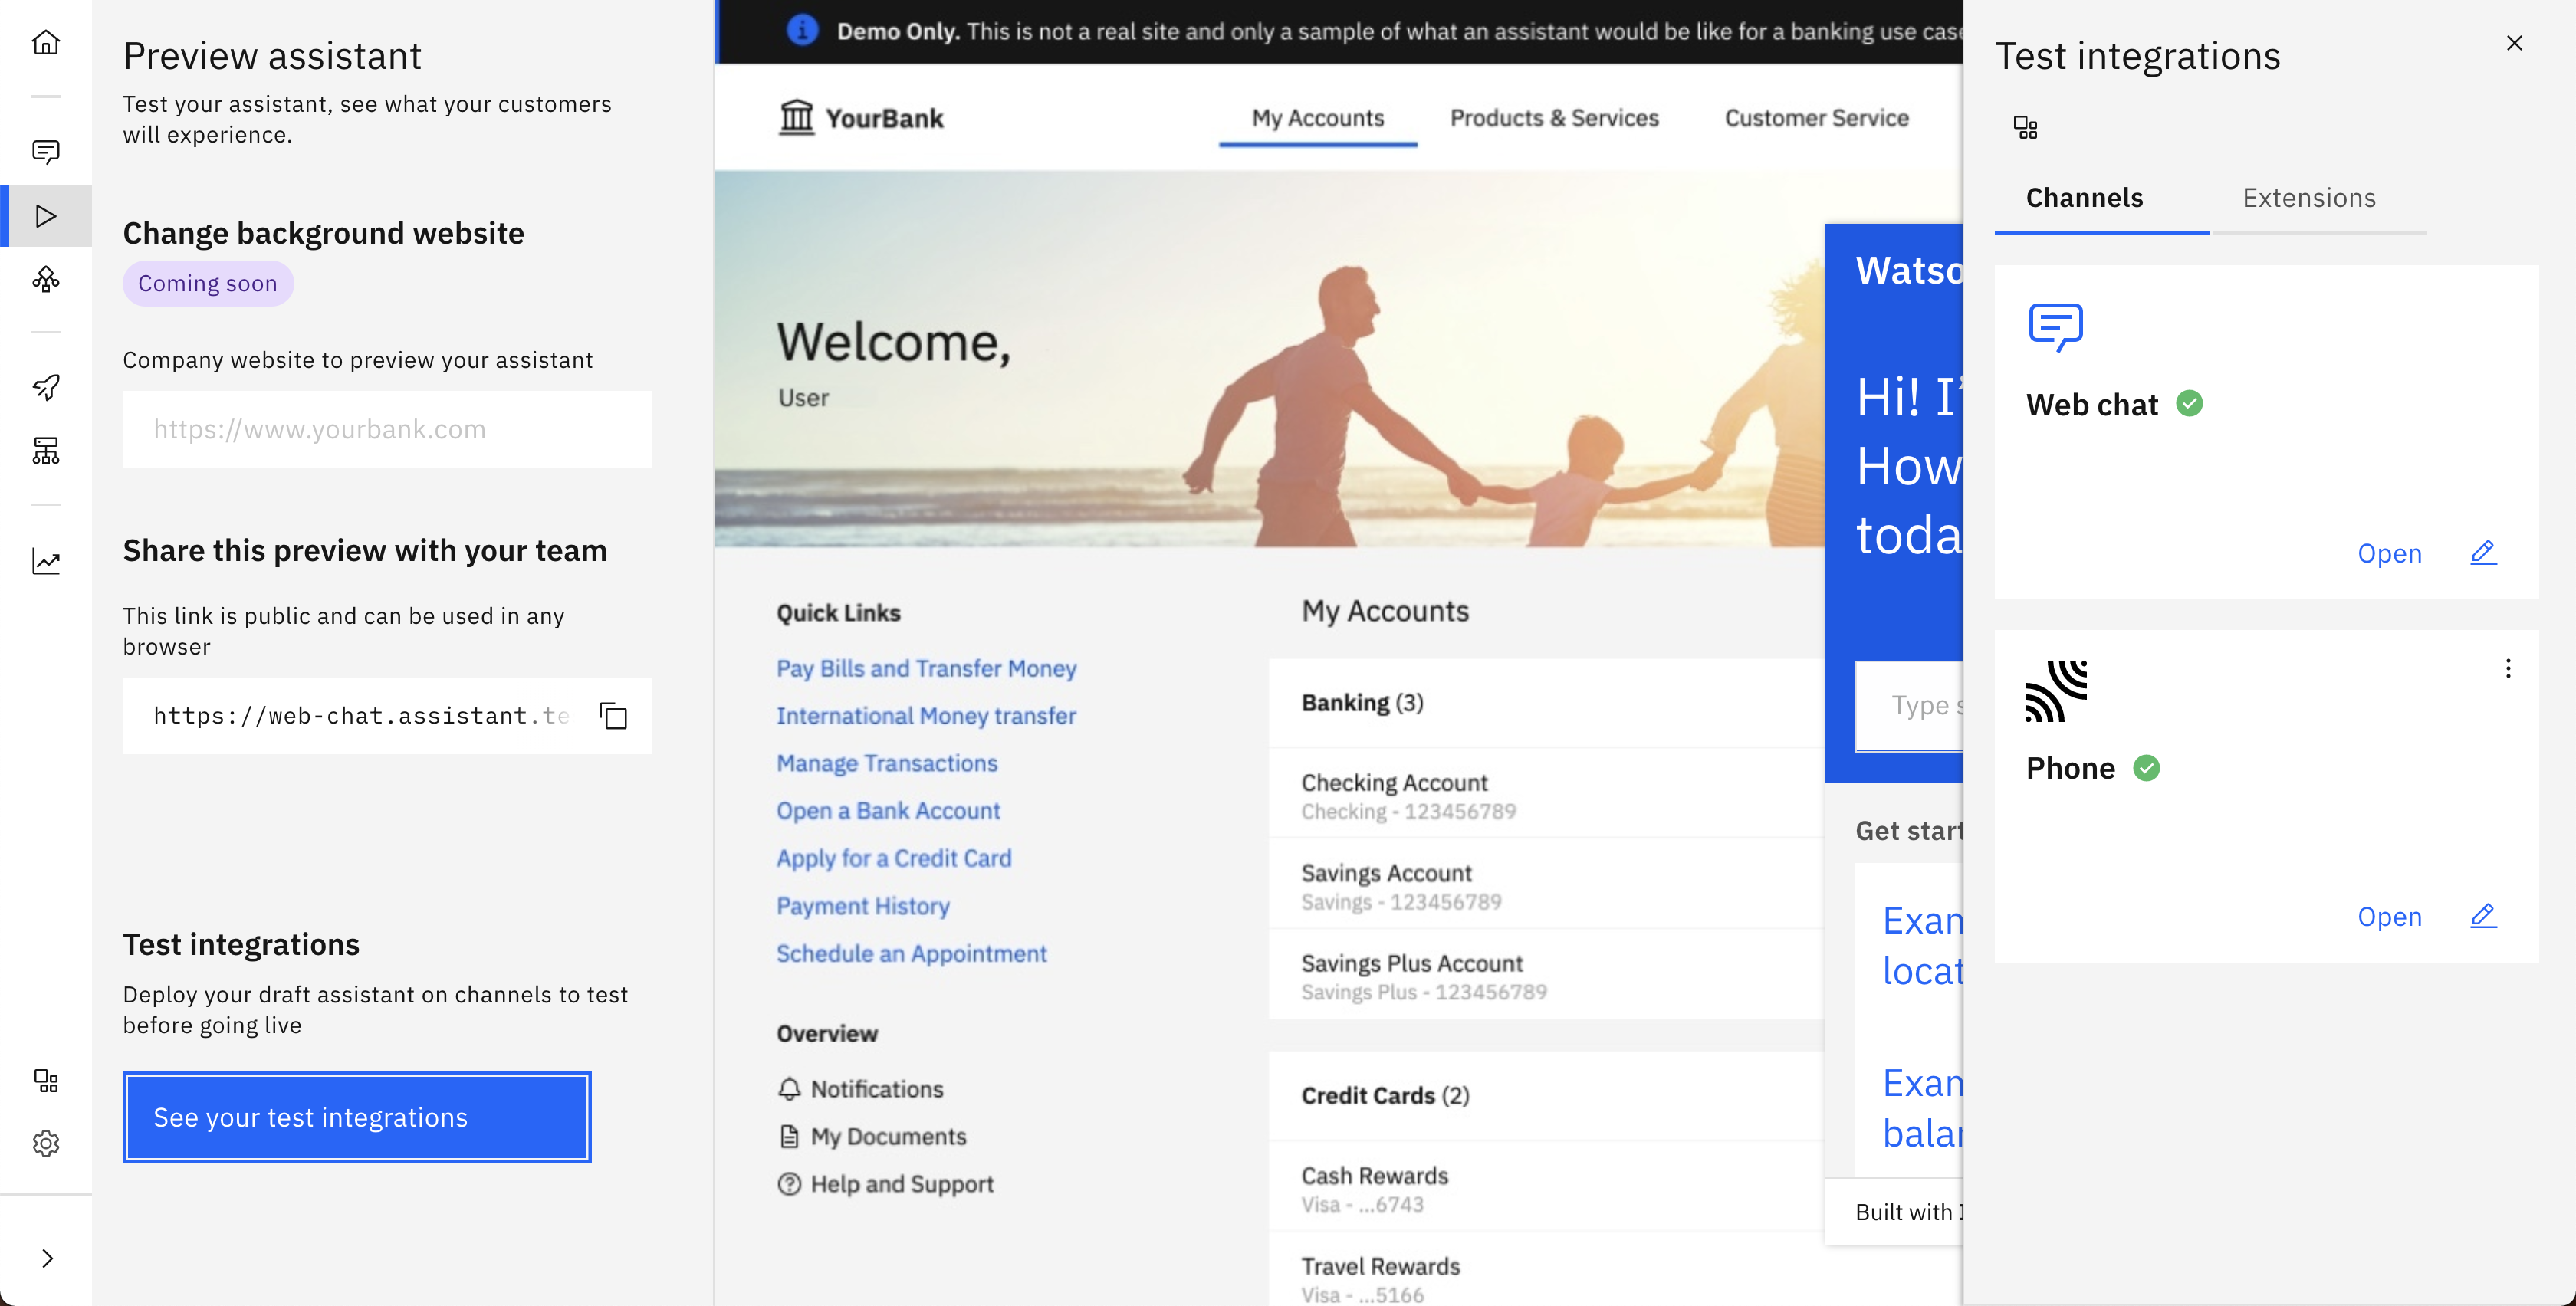 Preview assistant
Test your assistant, see what your customers
will experience.
Change background website
Coming soon
Company website to preview your assistant
https://www.yourbank.com
Share this preview with your team
This link is public and can be used in any
browser
https://web-chat.assistant.te
Test integrations
Deploy your draft assistant on channels to test
before going live
See your test integrations
Demo Only. This is not a real site and only a sample of what an assistant would be like for a banking use case
YourBank
My Accounts
Products & Services
Customer Service
Welcome,
User
Quick Links
Pay Bills and Transfer Money
International Money transfer
Manage Transactions
Open a Bank Account
Apply for a Credit Card
Payment History
Schedule an Appointment
Overview
Notifications
My Documents
Help and Support
My Accounts
Banking (3)
Checking Account
Checking - 123456789
Savings Account
Savings - 123456789
Savings Plus Account
Savings Plus - 123456789
Credit Cards (2)
Cash Rewards
Visa - ...6743
Travel Rewards
Visa - ...5166
Watso
Hi! I'
How
toda
Type s
Get start
Exam
locat
Exam
balan
Built with
Test integrations
Channels
Extensions
Web chat
Open
Phone
Open